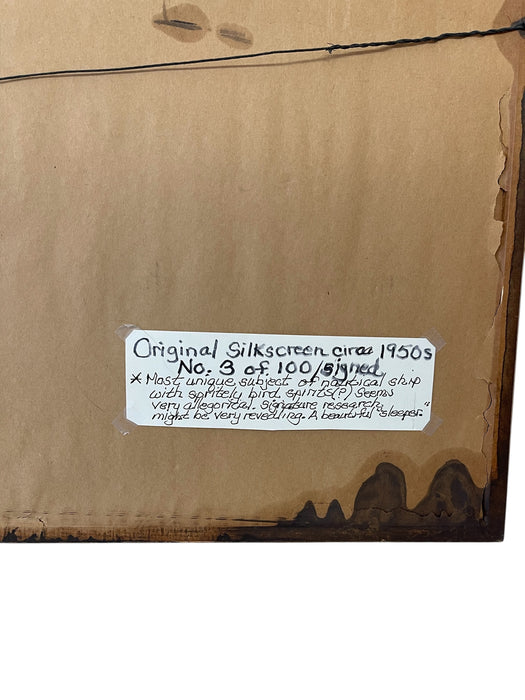 Original Silkscreen circa 1950s
No. 3 of 100/signed
* Most unique subject of nautical ship
with spritely bird spirits(?) Seems
very allegorical. Signature research
might be very revealing. A beautiful "sleeper"